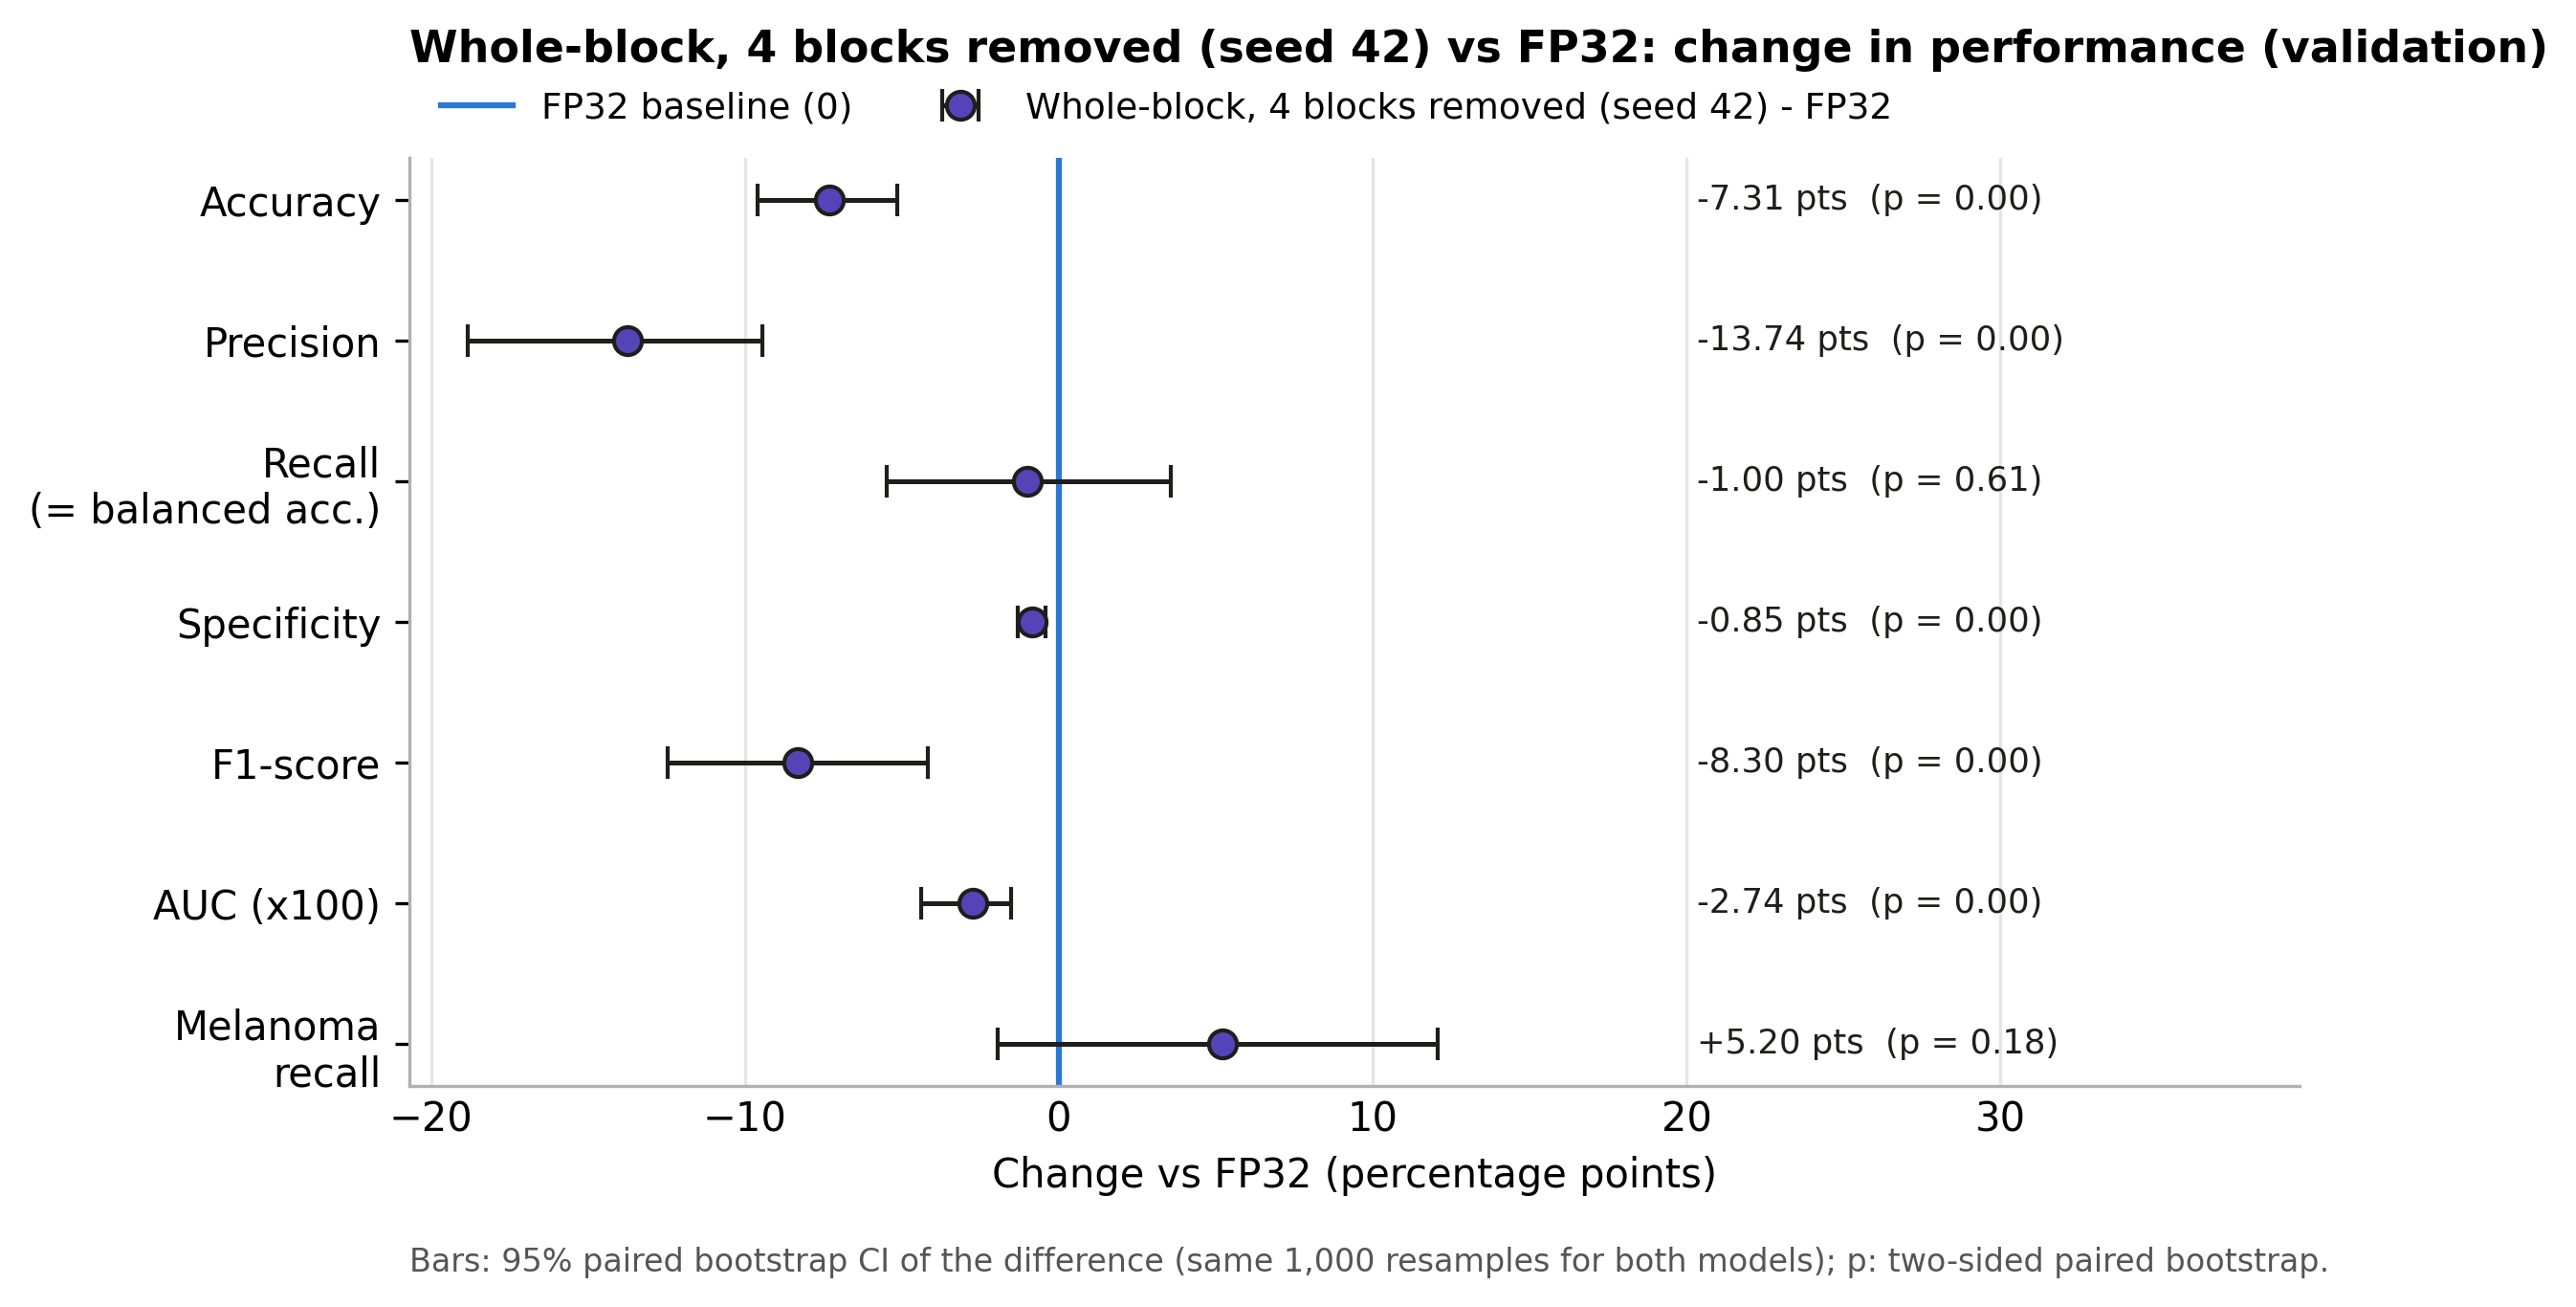 Whole-block, 4 blocks removed (seed 42) vs FP32: change in performance (validation)
FP32 baseline (0)
Whole-block, 4 blocks removed (seed 42) - FP32
Accuracy
-7.31 pts (p = 0.00)
Precision
-13.74 pts (p = 0.00)
Recall
(= balanced acc.)
-1.00 pts (p = 0.61)
Specificity
-0.85 pts (p = 0.00)
F1-score
-8.30 pts (p = 0.00)
AUC (x100)
-2.74 pts (p = 0.00)
Melanoma
recall
+5.20 pts (p = 0.18)
−20 −10 0 10 20 30
Change vs FP32 (percentage points)
Bars: 95% paired bootstrap CI of the difference (same 1,000 resamples for both models); p: two-sided paired bootstrap.